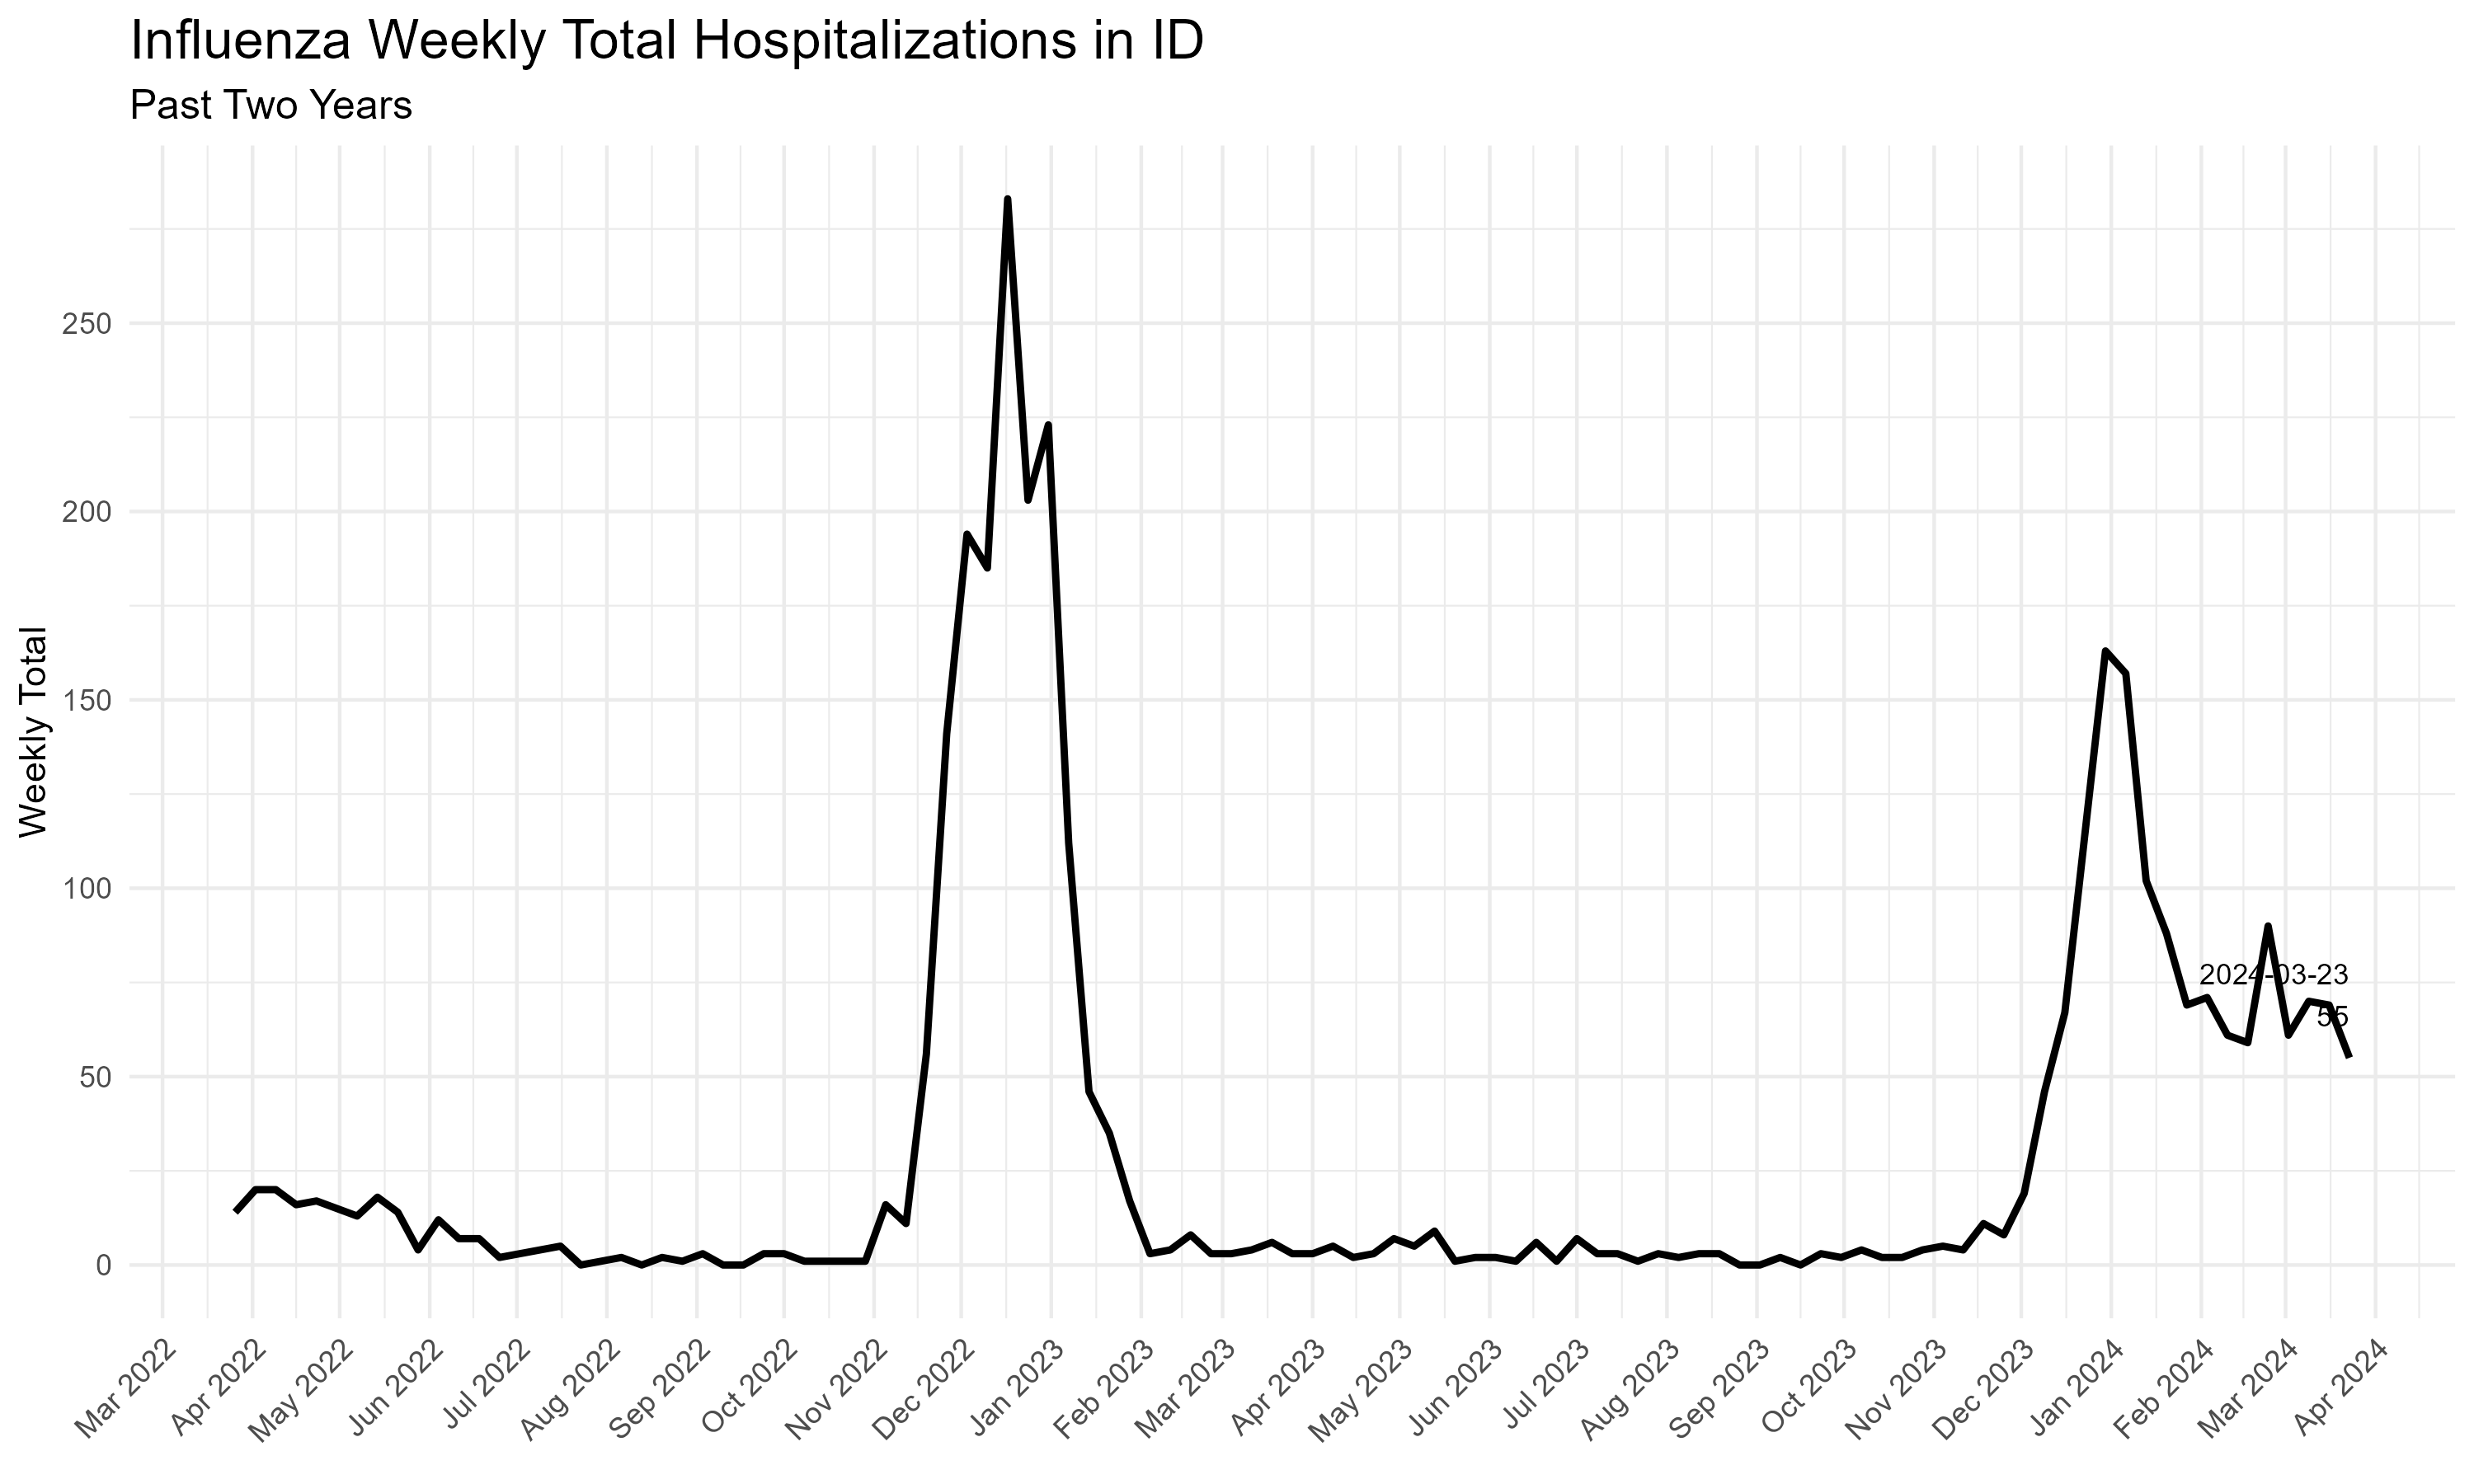 Influenza Weekly Total Hospitalizations in ID
Past Two Years
Weekly Total
250
200
150
100
50
0
2024-03-23
55
Mar 2022
Apr 2022
May 2022
Jun 2022
Jul 2022
Aug 2022
Sep 2022
Oct 2022
Nov 2022
Dec 2022
Jan 2023
Feb 2023
Mar 2023
Apr 2023
May 2023
Jun 2023
Jul 2023
Aug 2023
Sep 2023
Oct 2023
Nov 2023
Dec 2023
Jan 2024
Feb 2024
Mar 2024
Apr 2024